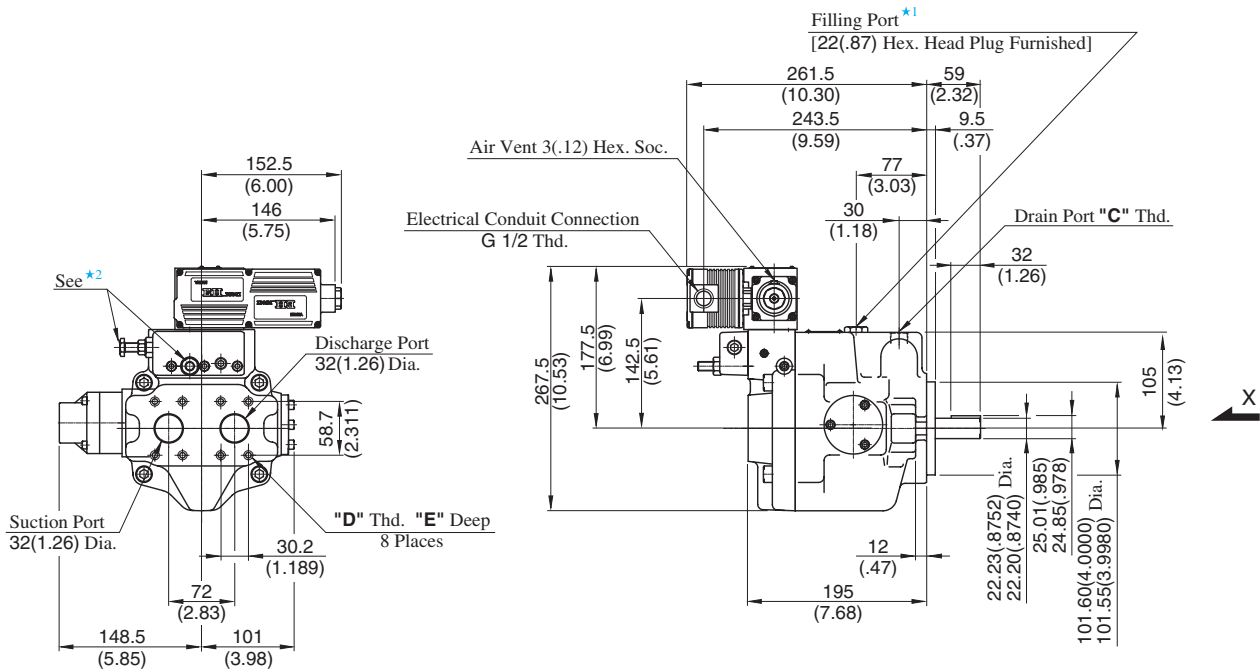 Filling Port ★1
[22(.87) Hex. Head Plug Furnished]
261.5
(10.30)
59
(2.32)
243.5
(9.59)
9.5
(.37)
Air Vent 3(.12) Hex. Soc.
77
(3.03)
152.5
(6.00)
146
(5.75)
Electrical Conduit Connection
G 1/2 Thd.
30
(1.18)
Drain Port "C" Thd.
32
(1.26)
See ★2
Discharge Port
32(1.26) Dia.
267.5
(10.53)
177.5
(6.99)
142.5
(5.61)
105
(4.13)
X
58.7
(2.311)
Suction Port
32(1.26) Dia.
"D" Thd. "E" Deep
8 Places
30.2
(1.189)
72
(2.83)
148.5
(5.85)
101
(3.98)
12
(.47)
195
(7.68)
22.23(.8752) Dia.
22.20(.8740)
25.01(.985)
24.85(.978)
101.60(4.0000) Dia.
101.55(3.9980)